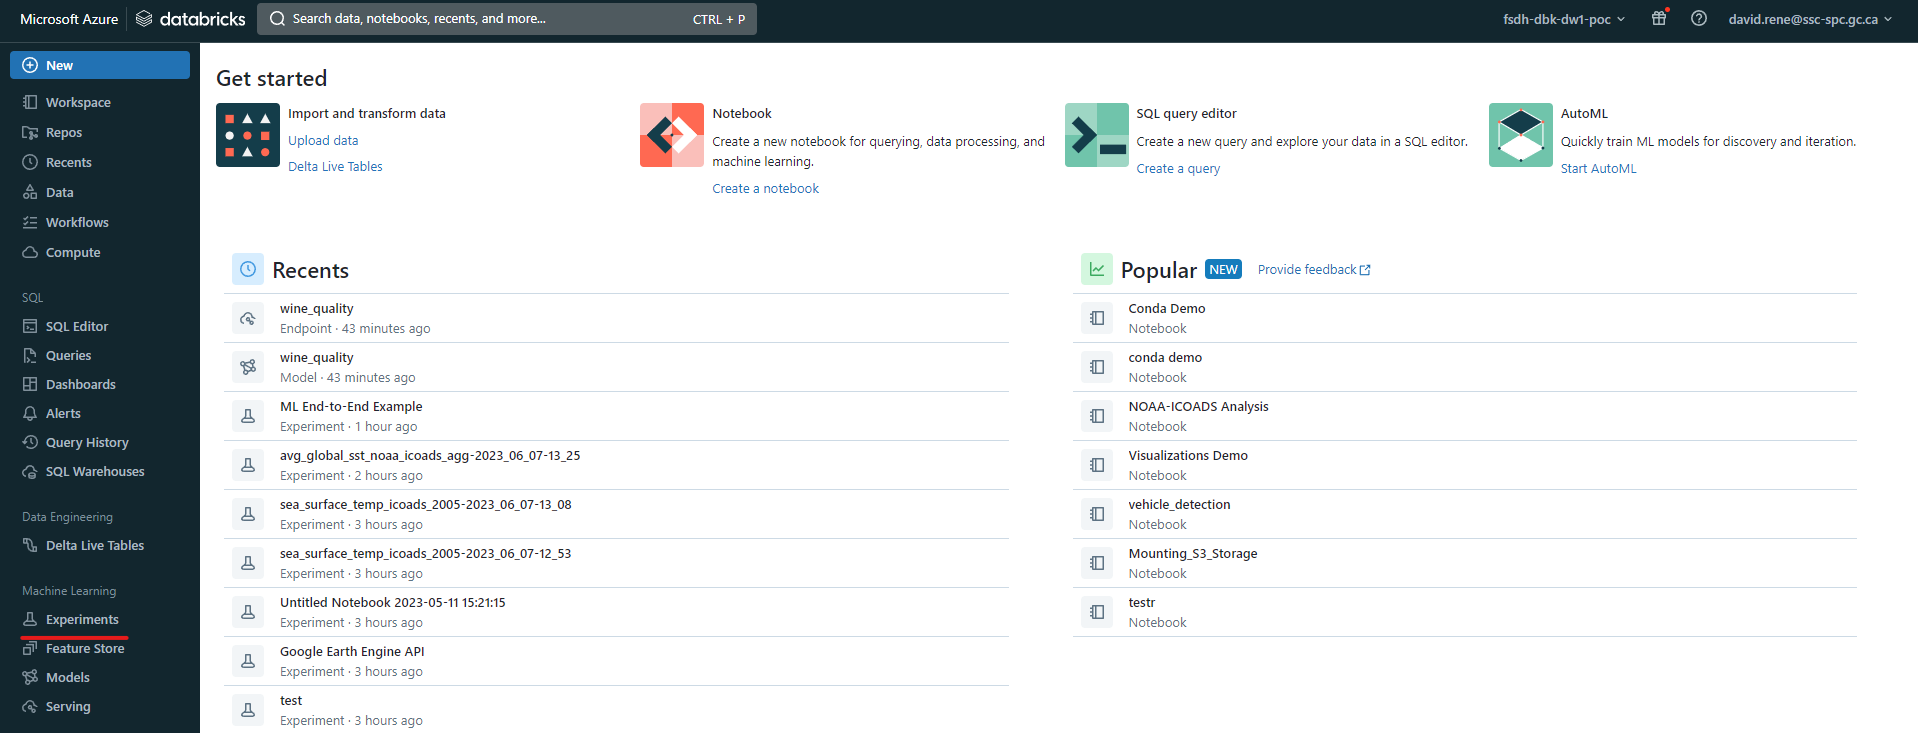 Microsoft Azure databricks Search data, notebooks, recents, and more... CTRL + P fsdh-dbk-dw1-poc david.rene@ssc-spc.gc.ca
New
Workspace
Repos
Recents
Data
Workflows
Compute
SQL
SQL Editor
Queries
Dashboards
Alerts
Query History
SQL Warehouses
Data Engineering
Delta Live Tables
Machine Learning
Experiments
Feature Store
Models
Serving
Get started
Import and transform data
Upload data
Delta Live Tables
Notebook
Create a new notebook for querying, data processing, and
machine learning.
Create a notebook
SQL query editor
Create a new query and explore your data in a SQL editor.
Create a query
AutoML
Quickly train ML models for discovery and iteration.
Start AutoML
Recents
wine_quality
Endpoint · 43 minutes ago
wine_quality
Model · 43 minutes ago
ML End-to-End Example
Experiment · 1 hour ago
avg_global_sst_noaa_icoads_agg-2023_06_07-13_25
Experiment · 2 hours ago
sea_surface_temp_icoads_2005-2023_06_07-13_08
Experiment · 3 hours ago
sea_surface_temp_icoads_2005-2023_06_07-12_53
Experiment · 3 hours ago
Untitled Notebook 2023-05-11 15:21:15
Experiment · 3 hours ago
Google Earth Engine API
Experiment · 3 hours ago
test
Experiment · 3 hours ago
Popular NEW Provide feedback
Conda Demo
Notebook
conda demo
Notebook
NOAA-ICOADS Analysis
Notebook
Visualizations Demo
Notebook
vehicle_detection
Notebook
Mounting_S3_Storage
Notebook
testr
Notebook